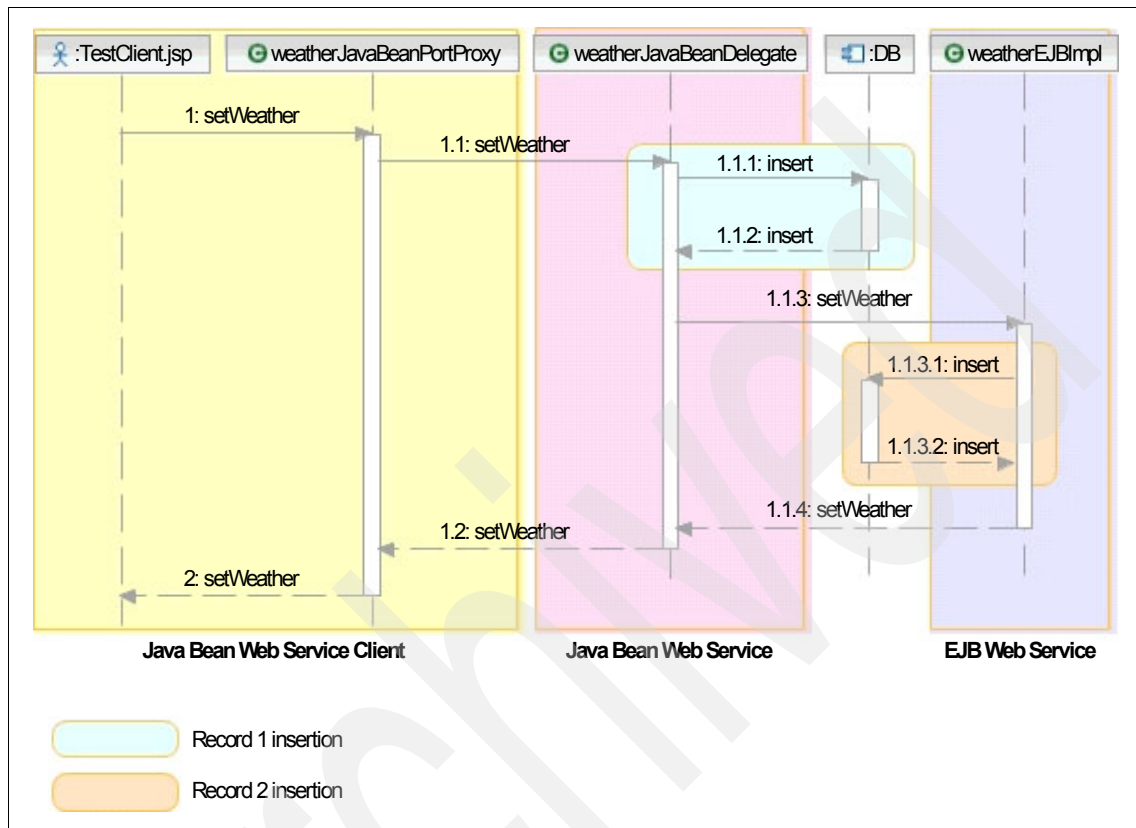 :TestClient.jsp
weatherJavaBeanPortProxy
weatherJavaBeanDelegate
:DB
weatherEJBImpl
1: setWeather
1.1: setWeather
1.1.1: insert
1.1.2: insert
1.1.3: setWeather
1.1.3.1: insert
1.1.3.2: insert
1.1.4: setWeather
1.2: setWeather
2: setWeather
Java Bean Web Service Client
Java Bean Web Service
EJB Web Service
Record 1 insertion
Record 2 insertion